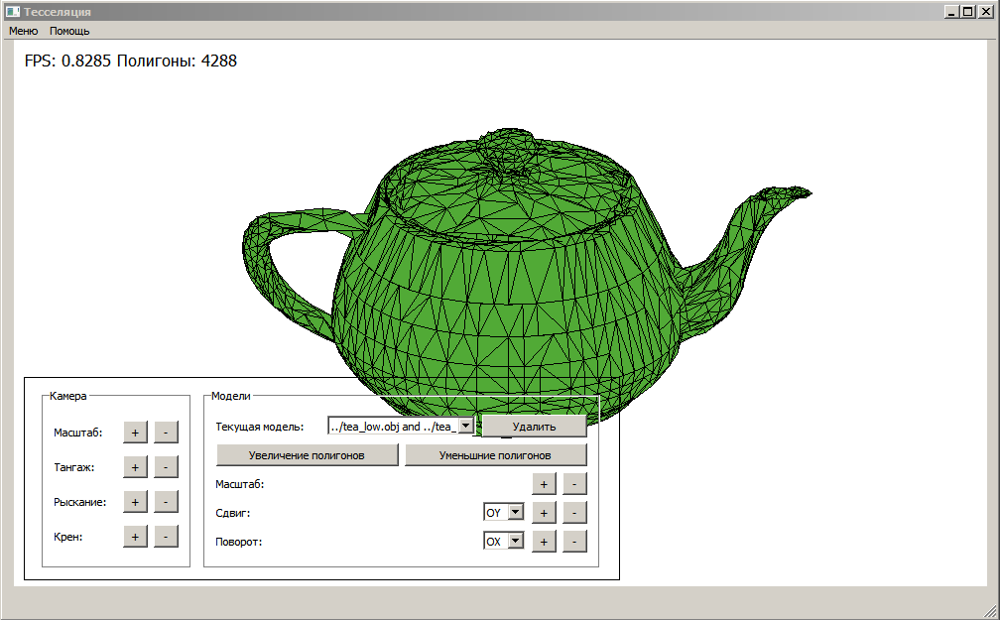 Тесселяция
Меню Помощь
FPS: 0.8285 Полигоны: 4288
Камера
Масштаб: + -
Тангаж: + -
Рыскание: + -
Крен: + -
Модели
Текущая модель: ../tea_low.obj and ../tea_ Удалить
Увеличение полигонов Уменьшние полигонов
Масштаб: + -
Сдвиг: OY + -
Поворот: OX + -